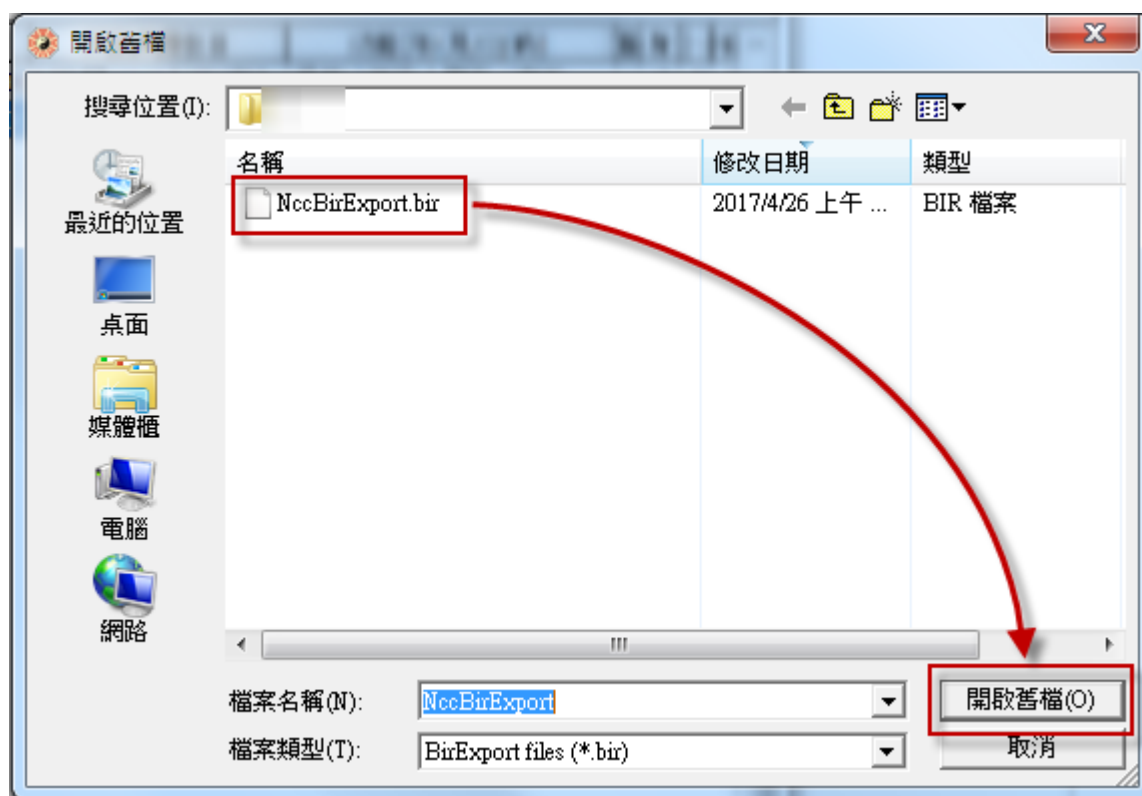 開啟舊檔
搜尋位置(I):
名稱 修改日期 類型
NccBirExport.bir 2017/4/26 上午 ... BIR 檔案
最近的位置
桌面
媒體櫃
電腦
網路
檔案名稱(N): NccBirExport 開啟舊檔(O)
檔案類型(T): BirExport files (*.bir) 取消